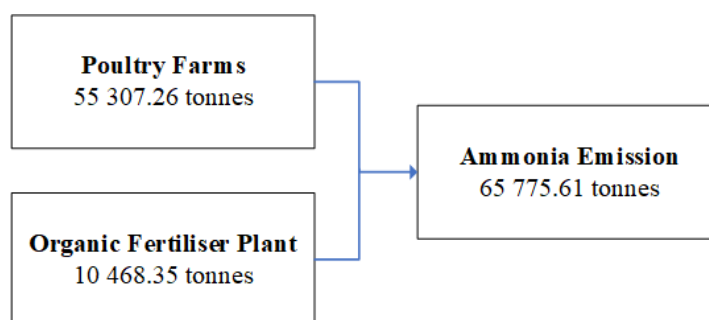 Poultry Farms
55 307.26 tonnes
Ammonia Emission
65 775.61 tonnes
Organic Fertiliser Plant
10 468.35 tonnes